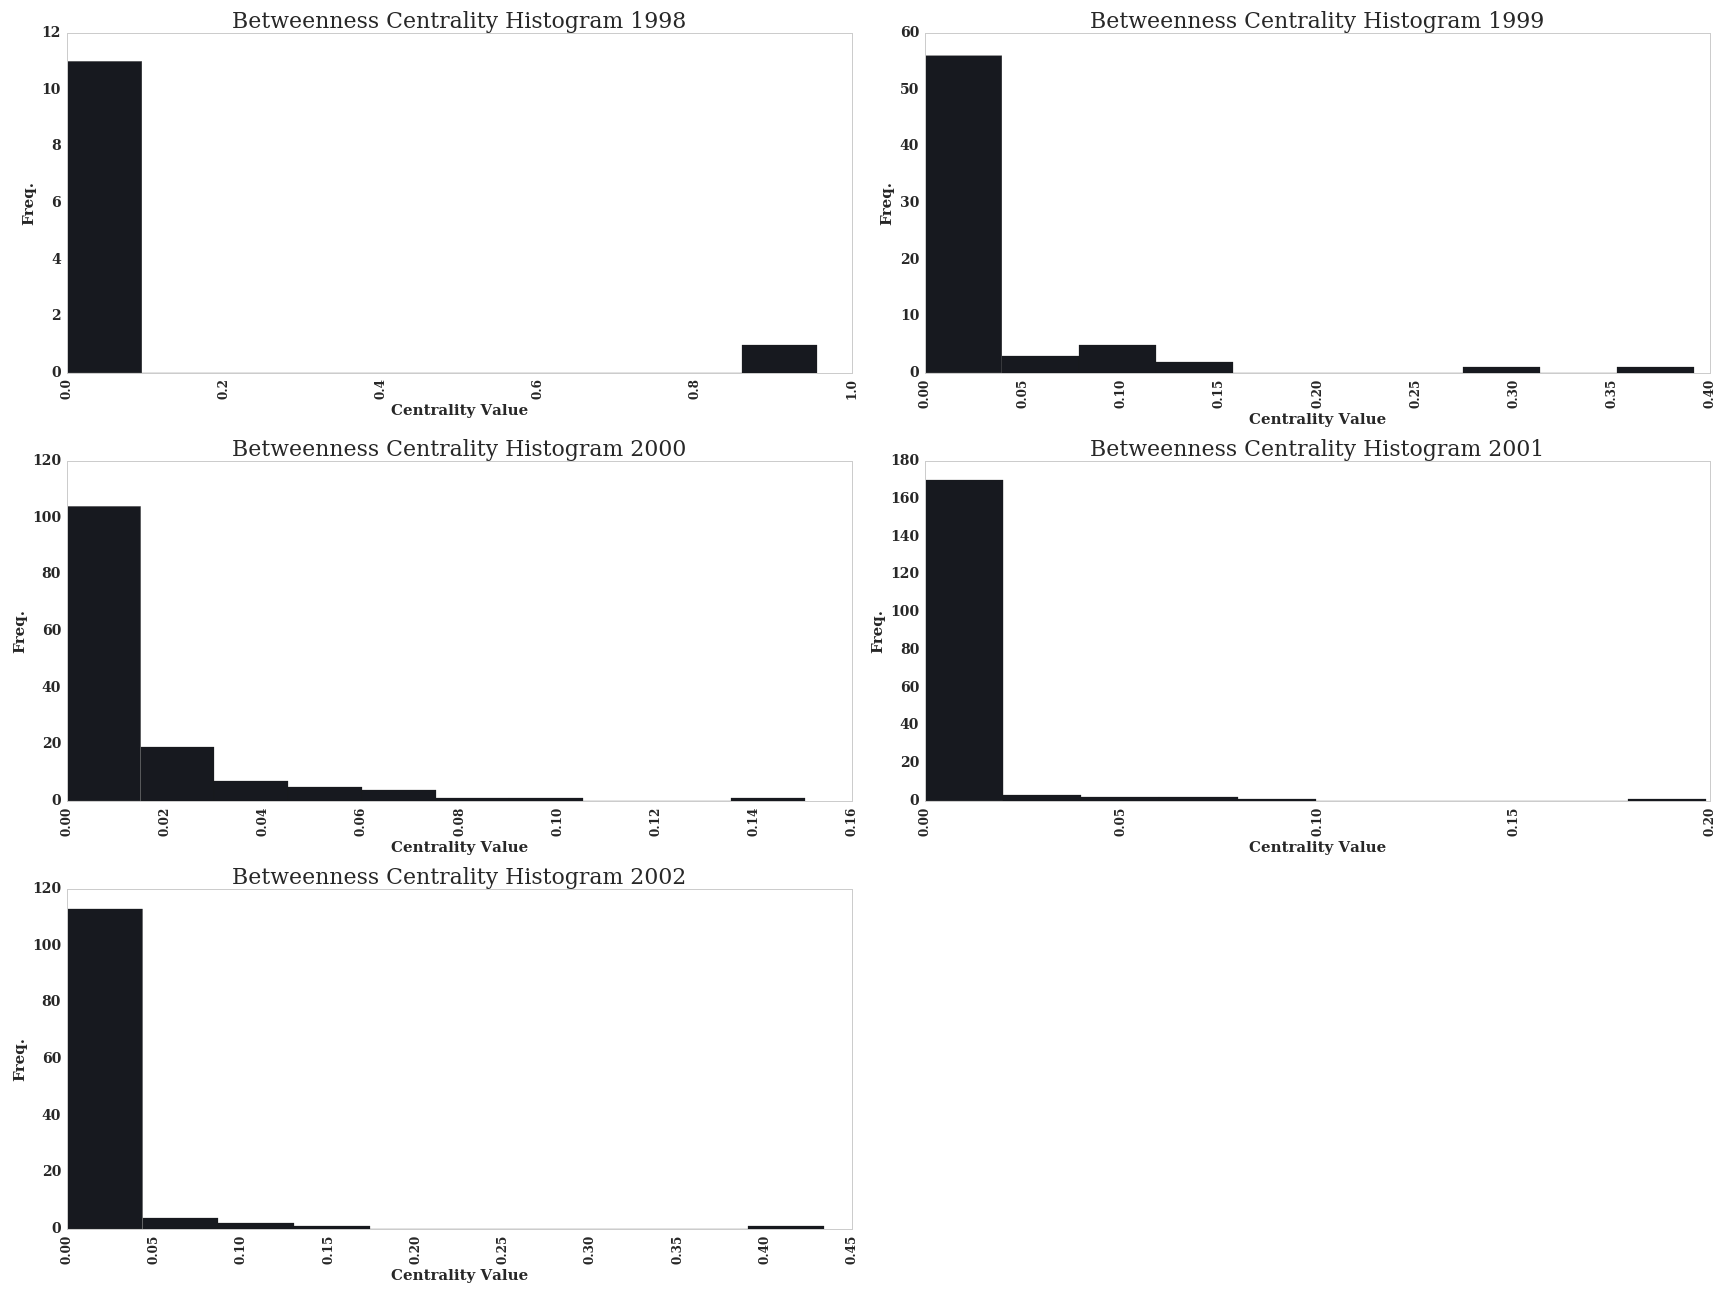 Betweenness Centrality Histogram 1998
12
10
8
6
4
2
0
Freq.
0.0 0.2 0.4 0.6 0.8 1.0
Centrality Value
Betweenness Centrality Histogram 1999
60
50
40
30
20
10
0
Freq.
0.00 0.05 0.10 0.15 0.20 0.25 0.30 0.35 0.40
Centrality Value
Betweenness Centrality Histogram 2000
120
100
80
60
40
20
0
Freq.
0.00 0.02 0.04 0.06 0.08 0.10 0.12 0.14 0.16
Centrality Value
Betweenness Centrality Histogram 2001
180
160
140
120
100
80
60
40
20
0
Freq.
0.00 0.05 0.10 0.15 0.20
Centrality Value
Betweenness Centrality Histogram 2002
120
100
80
60
40
20
0
Freq.
0.00 0.05 0.10 0.15 0.20 0.25 0.30 0.35 0.40 0.45
Centrality Value